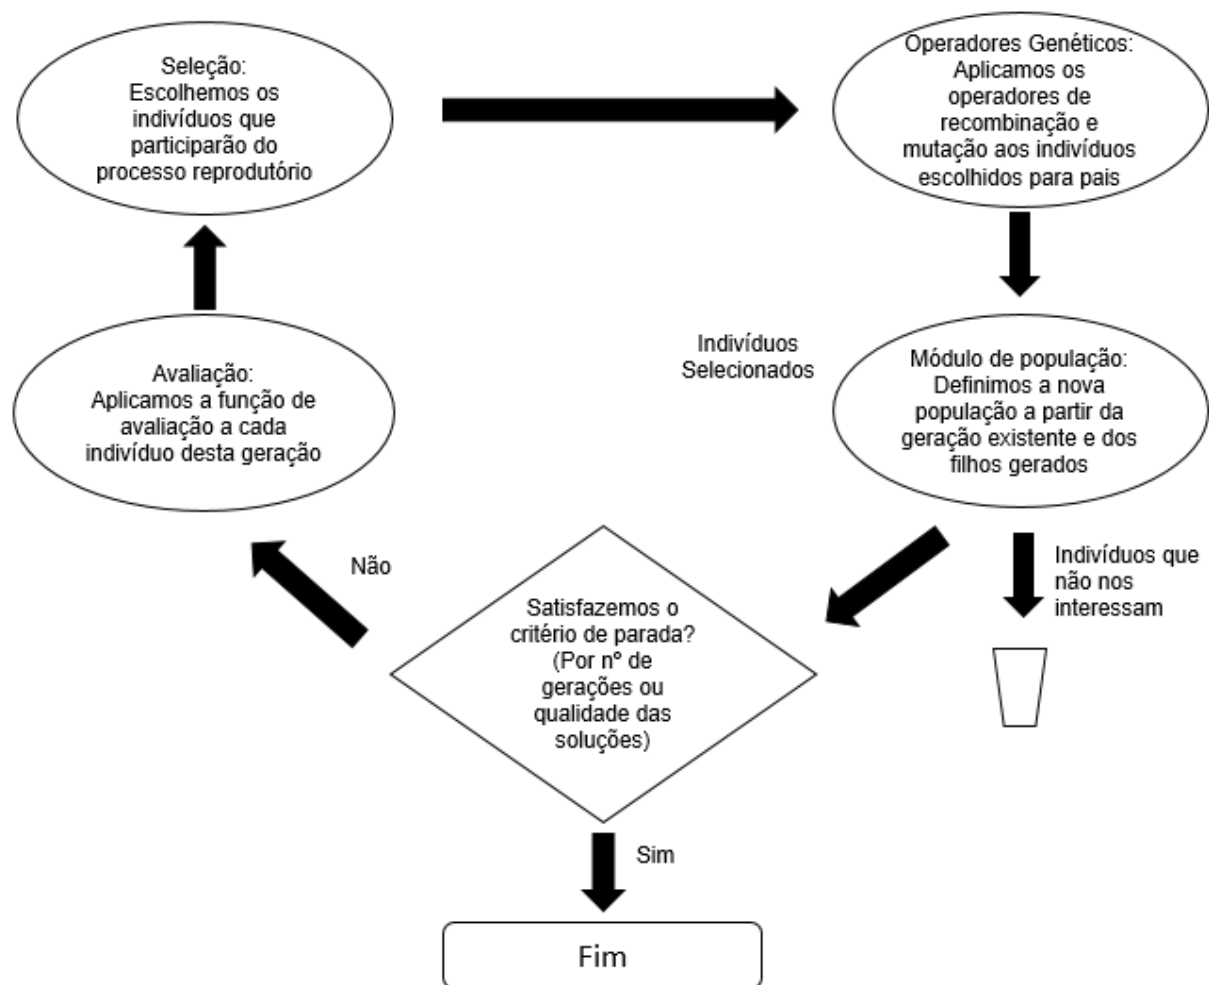 Seleção:
Escolhemos os
indivíduos que
participarão do
processo reprodutório
Operadores Genéticos:
Aplicamos os
operadores de
recombinação e
mutação aos indivíduos
escolhidos para pais
Avaliação:
Aplicamos a função de
avaliação a cada
indivíduo desta geração
Indivíduos
Selecionados
Módulo de população:
Definimos a nova
população a partir da
geração existente e dos
filhos gerados
Não
Satisfazemos o
critério de parada?
(Por nº de
gerações ou
qualidade das
soluções)
Indivíduos que
não nos
interessam
Sim
Fim